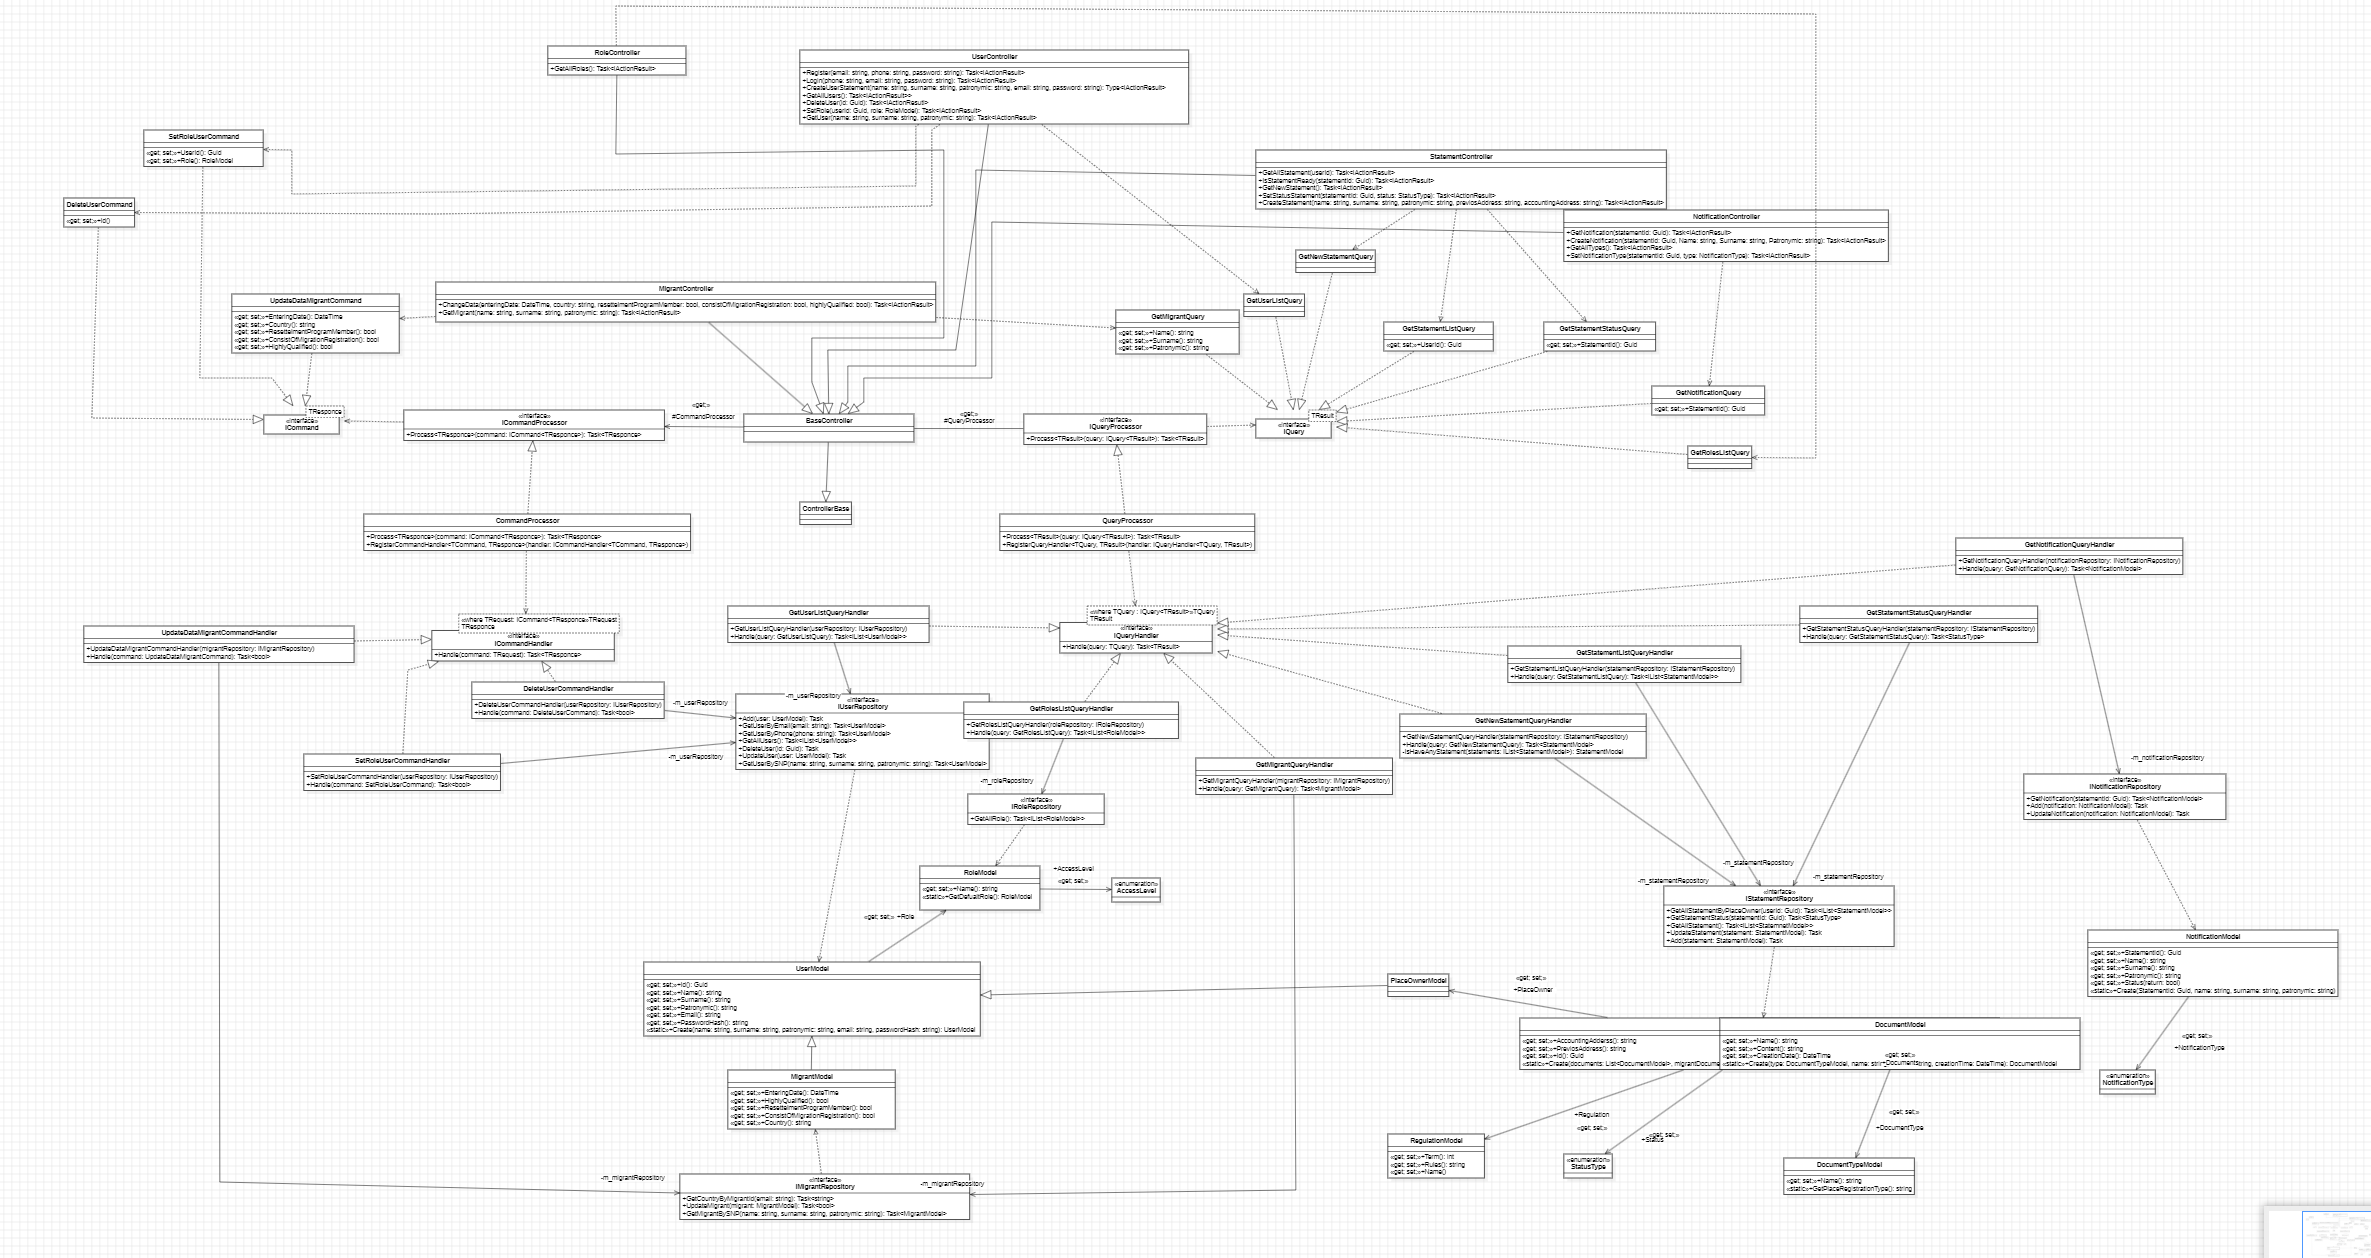 RoleController
+GetAllRoles(): Task<IActionResult>
UserController
+Register(email: string, phone: string, password: string): Task<IActionResult>
+Login(phone: string, email: string, password: string): Task<IActionResult>
+CreateUserStatement(name: string, surname: string, patronymic: string, email: string, password: string): Type<IActionResult>
+GetAllUsers(): Task<IActionResult>>
+DeleteUser(id: Guid): Task<IActionResult>
+SetRole(userId: Guid, role: RoleModel): Task<IActionResult>
+GetUser(name: string, surname: string, patronymic: string): Task<IActionResult>
SetRoleUserCommand
«get; set;»+UserId(): Guid
«get; set;»+Role(): RoleModel
StatementController
+GetAllStatement(userId): Task<IActionResult>
+IsStatementReady(statementId: Guid): Task<IActionResult>
+GetNewStatement(): Task<IActionResult>
+SetStatusStatement(statementId: Guid, status: StatusType): Task<IActionResult>
+CreateStatement(name: string, surname: string, patronymic: string, previosAddress: string, accountingAddress: string): Task<IActionResult>
DeleteUserCommand
«get; set;»+Id()
NotificationController
+GetNotification(statementId: Guid): Task<IActionResult>
+CreateNotification(statementId: Guid, Name: string, Surname: string, Patronymic: string): Task<IActionResult>
+GetAllTypes(): Task<IActionResult>
+SetNotificationType(statementId: Guid, type: NotificationType): Task<IActionResult>
GetNewStatementQuery
MigrantController
+ChangeData(enteringDate: DateTime, country: string, resettelmentProgramMember: bool, consistOfMigrationRegistration: bool, highlyQualified: bool): Task<IActionResult>
+GetMigrant(name: string, surname: string, patronymic: string): Task<IActionResult>
UpdateDataMigrantCommand
«get; set;»+EnteringDate(): DateTime
«get; set;»+Country(): string
«get; set;»+ResettelmentProgramMember(): bool
«get; set;»+ConsistOfMigrationRegistration(): bool
«get; set;»+HighlyQualified(): bool
GetUserListQuery
GetMigrantQuery
«get; set;»+Name(): string
«get; set;»+Surname(): string
«get; set;»+Patronymic(): string
GetStatementListQuery
«get; set;»+UserId(): Guid
GetStatementStatusQuery
«get; set;»+StatementId(): Guid
GetNotificationQuery
«get; set;»+StatementId(): Guid
TResponce
«interface»
ICommand
«interface»
ICommandProcessor
+Process<TResponce>(command: ICommand<TResponce>): Task<TResponce>
«get;»
#CommandProcessor
BaseController
«get;»
#QueryProcessor
«interface»
IQueryProcessor
+Process<TResult>(query: IQuery<TResult>): Task<TResult>
TResult
«interface»
IQuery
GetRolesListQuery
ControllerBase
CommandProcessor
+Process<TResponce>(command: ICommand<TResponce>): Task<TResponce>
+RegisterCommandHandler<TCommand, TResponce>(handler: ICommandHandler<TCommand, TResponce>)
QueryProcessor
+Process<TResult>(query: IQuery<TResult>): Task<TResult>
+RegisterQueryHandler<TQuery, TResult>(handler: IQueryHandler<TQuery, TResult>)
GetNotificationQueryHandler
+GetNotificationQueryHandler(notificationRepository: INotificationRepository)
+Handle(query: GetNotificationQuery): Task<NotificationModel>
UpdateDataMigrantCommandHandler
+UpdateDataMigrantCommandHandler(migrantRepository: IMigrantRepository)
+Handle(command: UpdateDataMigrantCommand): Task<bool>
«where TRequest: ICommand<TResponce»TRequest
TResponce
«interface»
ICommandHandler
+Handle(command: TRequest): Task<TResponce>
GetUserListQueryHandler
+GetUserListQueryHandler(userRepository: IUserRepository)
+Handle(query: GetUserListQuery): Task<IList<UserModel>>
«where TQuery : IQuery<TResult>»TQuery
TResult
«interface»
IQueryHandler
+Handle(query: TQuery): Task<TResult>
GetStatementStatusQueryHandler
+GetStatementStatusQueryHandler(statementRepository: IStatementRepository)
+Handle(query: GetStatementStatusQuery): Task<StatusType>
GetStatementListQueryHandler
+GetStatementListQueryHandler(statementRepository: IStatementRepository)
+Handle(query: GetStatementListQuery): Task<IList<StatementModel>>
DeleteUserCommandHandler
+DeleteUserCommandHandler(userRepository: IUserRepository)
+Handle(command: DeleteUserCommand): Task<bool>
-m_userRepository
-m_userRepository
«interface»
IUserRepository
+Add(user: UserModel): Task
+GetUserByEmail(email: string): Task<UserModel>
+GetUserByPhone(phone: string): Task<UserModel>
+GetAllUsers(): Task<IList<UserModel>>
+DeleteUser(id: Guid): Task
+UpdateUser(user: UserModel): Task
+GetUserBySNP(name: string, surname: string, patronymic: string): Task<UserModel>
GetRolesListQueryHandler
+GetRolesListQueryHandler(roleRepository: IRoleRepository)
+Handle(query: GetRolesListQuery): Task<IList<RoleModel>>
GetNewSatementQueryHandler
+GetNewSatementQueryHandler(statementRepository: IStatementRepository)
+Handle(query: GetNewStatementQuery): Task<StatementModel>
-IsHaveAnyStatement(statements: IList<StatementModel>): StatementModel
SetRoleUserCommandHandler
+SetRoleUserCommandHandler(userRepository: IUserRepository)
+Handle(command: SetRoleUserCommand): Task<bool>
-m_userRepository
GetMigrantQueryHandler
+GetMigrantQueryHandler(migrantRepository: IMigrantRepository)
+Handle(query: GetMigrantQuery): Task<MigrantModel>
-m_roleRepository
«interface»
IRoleRepository
+GetAllRole(): Task<IList<RoleModel>>
-m_notificationRepository
«interface»
INotificationRepository
+GetNotification(statementId: Guid): Task<NotificationModel>
+Add(notification: NotificationModel): Task
+UpdateNotification(notification: NotificationModel): Task
RoleModel
«get; set;»+Name(): string
«static»+GetDefualtRole(): RoleModel
+AccessLevel
«get; set;»
«enumeration»
AccessLevel
-m_statementRepository
-m_statementRepository
-m_statementRepository
«interface»
IStatementRepository
+GetAllStatementByPlaceOwner(userId: Guid): Task<IList<StatementModel>>
+GetStatementStatus(statementId: Guid): Task<StatusType>
+GetAllStatement(): Task<IList<StatemnetModel>>
+UpdateStatement(statement: StatementModel): Task
+Add(statement: StatementModel): Task
«get; set;» +Role
UserModel
«get; set;»+Id(): Guid
«get; set;»+Name(): string
«get; set;»+Surname(): string
«get; set;»+Patronymic(): string
«get; set;»+Email(): string
«get; set;»+PasswordHash(): string
«static»+Create(name: string, surname: string, patronymic: string, email: string, passwordHash: string): UserModel
NotificationModel
«get; set;»+StatementId(): Guid
«get; set;»+Name(): string
«get; set;»+Surname(): string
«get; set;»+Patronymic(): string
«get; set;»+Status(return: bool)
«static»+Create(StatementId: Guid, name: string, surname: string, patronymic: string)
PlaceOwnerModel
«get; set;»
+PlaceOwner
«get; set;»+AccountingAdderss(): string
«get; set;»+PreviosAddress(): string
«get; set;»+Id(): Guid
«static»+Create(documents: List<DocumentModel>, migrantDocume
DocumentModel
«get; set;»+Name(): string
«get; set;»+Content(): string
«get; set;»+CreationDate(): DateTime
«static»+Create(type: DocumentTypeModel, name: string, creationTime: DateTime): DocumentModel
«get; set;»
+Documents
«get; set;»
+NotificationType
«enumeration»
NotificationType
MigrantModel
«get; set;»+EnteringDate(): DateTime
«get; set;»+HighlyQualified(): bool
«get; set;»+ResettelmentProgramMember(): bool
«get; set;»+ConsistOfMigrationRegistration(): bool
«get; set;»+Country(): string
+Regulation
«get; set;»
«get; set;»
+Status
«get; set;»
+DocumentType
RegulationModel
«get; set;»+Term(): int
«get; set;»+Rules(): string
«get; set;»+Name()
«enumeration»
StatusType
DocumentTypeModel
«get; set;»+Name(): string
«static»+GetPlaceRegistrationType(): string
-m_migrantRepository
«interface»
IMigrantRepository
+GetCountryByMigrantId(email: string): Task<string>
+UpdateMigrant(migrant: MigrantModel): Task<bool>
+GetMigrantBySNP(name: string, surname: string, patronymic: string): Task<MigrantModel>
-m_migrantRepository